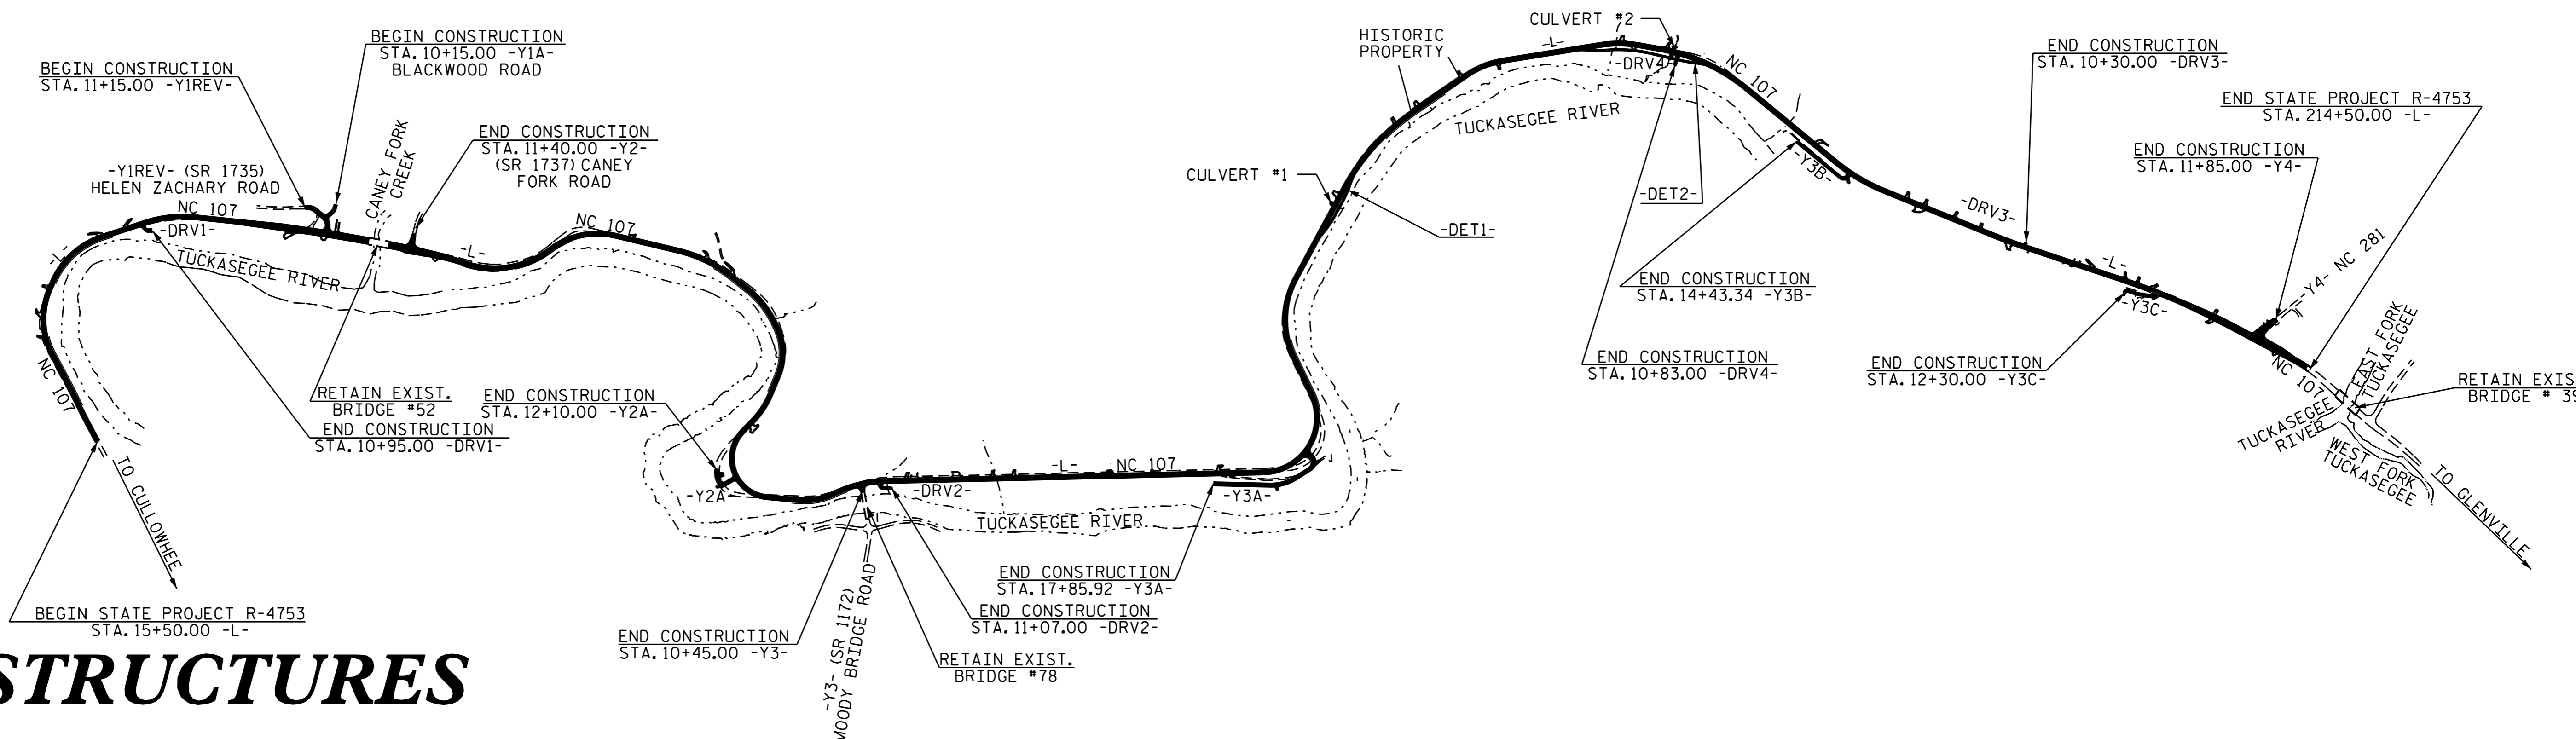 BEGIN CONSTRUCTION
STA. 11+15.00 -Y1REV-
BEGIN CONSTRUCTION
STA. 10+15.00 -Y1A-
BLACKWOOD ROAD
-Y1REV- (SR 1735)
HELEN ZACHARY ROAD
CANEY FORK
CREEK
END CONSTRUCTION
STA. 11+40.00 -Y2-
(SR 1737) CANEY
FORK ROAD
NC 107
-DRV1-
-L-
TUCKASEGEE RIVER
-L-
NC 107
NC 107
RETAIN EXIST.
BRIDGE #52
END CONSTRUCTION
STA. 10+95.00 -DRV1-
TO CULLOWHEE
BEGIN STATE PROJECT R-4753
STA. 15+50.00 -L-
STRUCTURES
END CONSTRUCTION
STA. 12+10.00 -Y2A-
-Y2A-
-DRV2-
-L-
NC 107
-Y3A-
TUCKASEGEE RIVER
END CONSTRUCTION
STA. 10+45.00 -Y3-
-Y3- (SR 1172)
MOODY BRIDGE ROAD
END CONSTRUCTION
STA. 17+85.92 -Y3A-
END CONSTRUCTION
STA. 11+07.00 -DRV2-
RETAIN EXIST.
BRIDGE #78
CULVERT #1
-DET1-
HISTORIC
PROPERTY
-L-
CULVERT #2
-DRV4-
NC 107
TUCKASEGEE RIVER
-DET2-
-Y3B-
END CONSTRUCTION
STA. 14+43.34 -Y3B-
END CONSTRUCTION
STA. 10+83.00 -DRV4-
END CONSTRUCTION
STA. 10+30.00 -DRV3-
-DRV3-
END STATE PROJECT R-4753
STA. 214+50.00 -L-
END CONSTRUCTION
STA. 11+85.00 -Y4-
-L-
-Y4- NC 281
-Y3C-
END CONSTRUCTION
STA. 12+30.00 -Y3C-
NC 107
EAST FORK
TUCKASEGEE
TUCKASEGEE
RIVER
WEST FORK
TUCKASEGEE
RETAIN EXIS
BRIDGE # 39
TO GLENVILLE